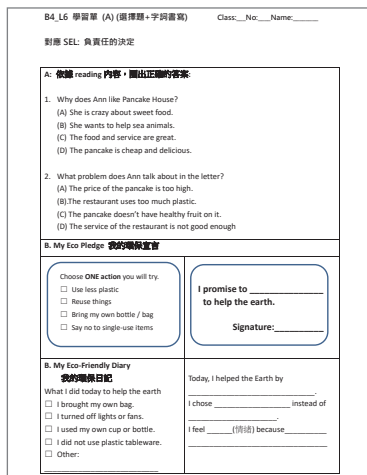 B4_L6 學習單 (A) (選擇題+字詞書寫) Class:__No:___Name:______
對應 SEL: 負責任的決定
A: 依據 reading 內容，圈出正確的答案:
1. Why does Ann like Pancake House?
(A) She is crazy about sweet food.
(B) She wants to help sea animals.
(C) The food and service are great.
(D) The pancake is cheap and delicious.
2. What problem does Ann talk about in the letter?
(A) The price of the pancake is too high.
(B).The restaurant uses too much plastic.
(C) The pancake doesn't have healthy fruit on it.
(D) The service of the restaurant is not good enough
B. My Eco Pledge 我的環保宣言
Choose ONE action you will try.
☐ Use less plastic
☐ Reuse things
☐ Bring my own bottle / bag
☐ Say no to single-use items
I promise to _______________
to help the earth.
Signature:__________
B. My Eco-Friendly Diary
我的環保日記
What I did today to help the earth
☐ I brought my own bag.
☐ I turned off lights or fans.
☐ I used my own cup or bottle.
☐ I did not use plastic tableware.
☐ Other:
_________________________
Today, I helped the Earth by
____________________________.
I chose _________________ instead of
____________________.
I feel ______(情緒) because_________
______________________________